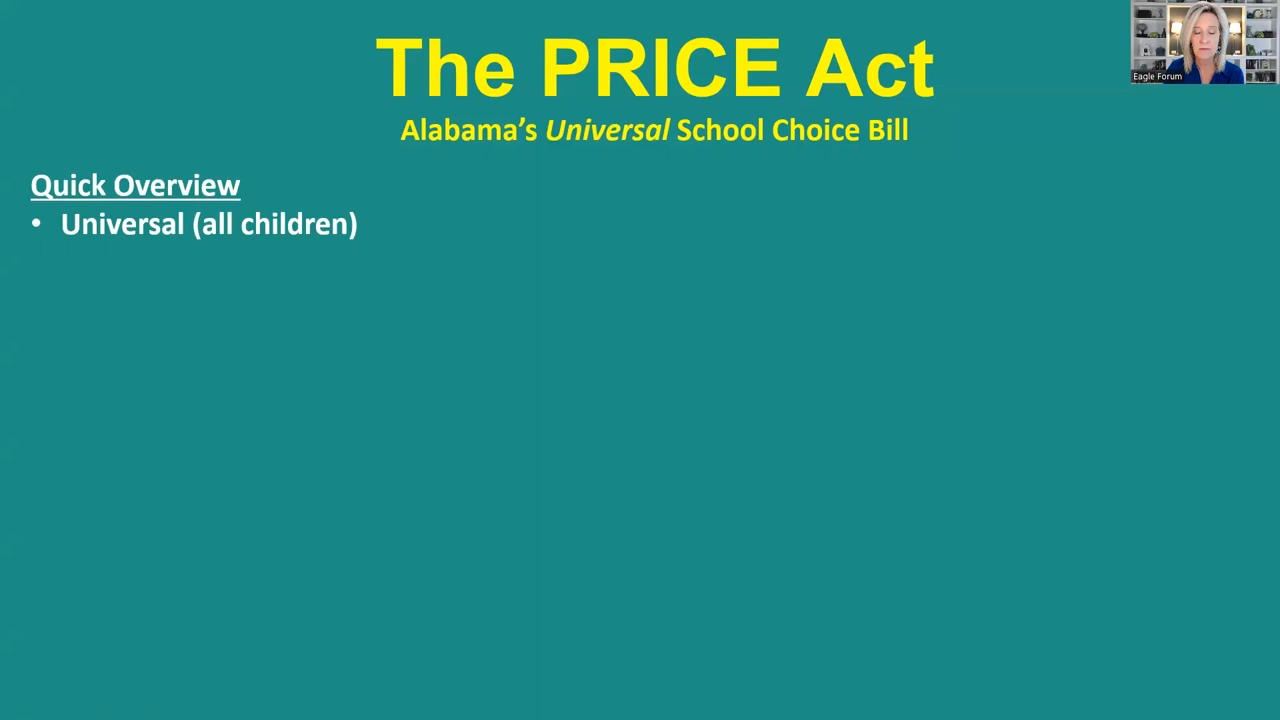 The PRICE Act
Alabama’s Universal School Choice Bill
Eagle Forum
Quick Overview
• Universal (all children)